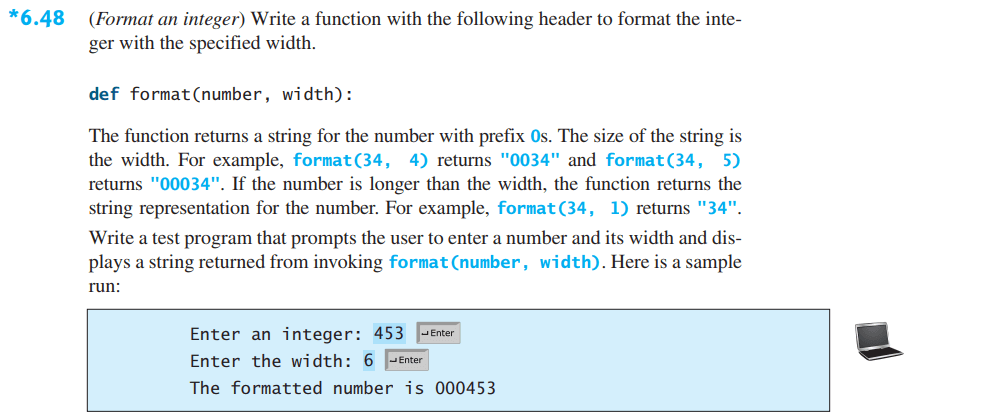 *6.48 (Format an integer) Write a function with the following header to format the inte-
ger with the specified width.
def format(number, width):
The function returns a string for the number with prefix 0s. The size of the string is
the width. For example, format(34, 4) returns "0034" and format(34, 5)
returns "00034". If the number is longer than the width, the function returns the
string representation for the number. For example, format(34, 1) returns "34".
Write a test program that prompts the user to enter a number and its width and dis-
plays a string returned from invoking format(number, width). Here is a sample
run:
Enter an integer: 453 ↵Enter
Enter the width: 6 ↵Enter
The formatted number is 000453